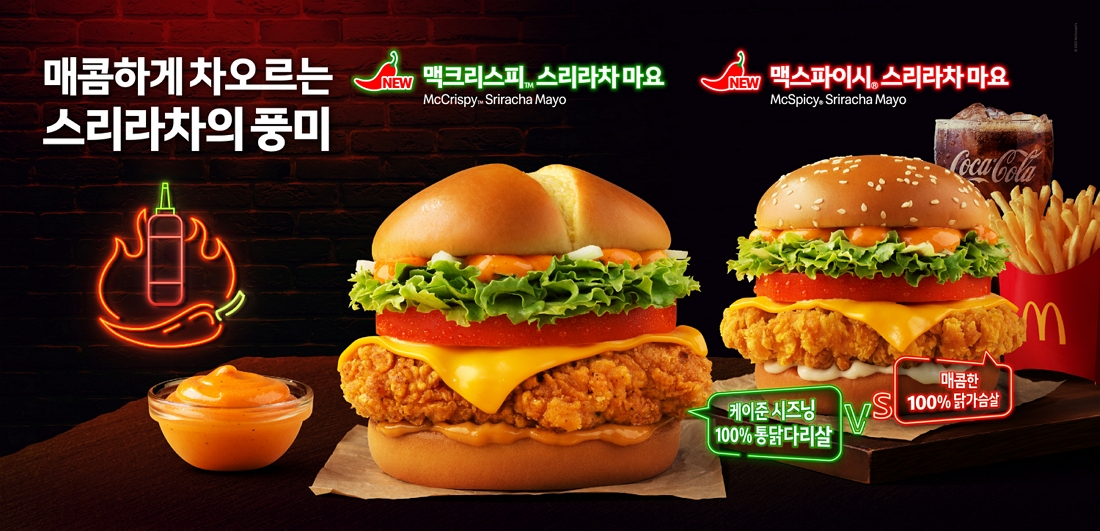 매콤하게 차오르는
스리라차의 풍미
NEW 맥크리스피™ 스리라차 마요
McCrispy™ Sriracha Mayo
NEW 맥스파이시® 스리라차 마요
McSpicy® Sriracha Mayo
Coca-Cola
케이준 시즈닝
100% 통닭다리살
VS
매콤한
100% 닭가슴살